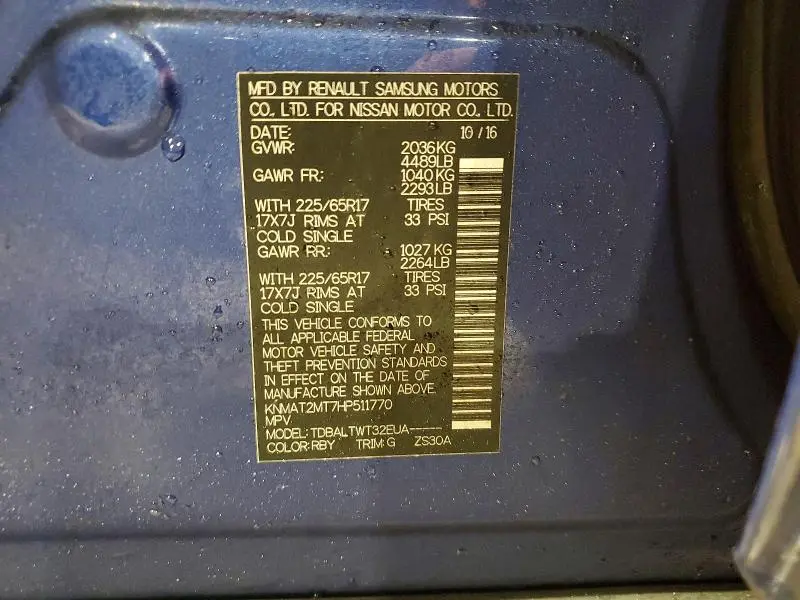 MFD BY RENAULT SAMSUNG MOTORS
CO., LTD. FOR NISSAN MOTOR CO., LTD.
DATE: 10 / 16
GVWR: 2036KG
4489LB
GAWR FR: 1040 KG
2293LB
WITH 225/65R17 TIRES
17X7J RIMS AT 33 PSI
COLD SINGLE
GAWR RR: 1027 KG
2264LB
WITH 225/65R17 TIRES
17X7J RIMS AT 33 PSI
COLD SINGLE
THIS VEHICLE CONFORMS TO
ALL APPLICABLE FEDERAL
MOTOR VEHICLE SAFETY AND
THEFT PREVENTION STANDARDS
IN EFFECT ON THE DATE OF
MANUFACTURE SHOWN ABOVE.
KNMAT2MT7HP511770
MPV
MODEL: TDBALTWT32EUA-----
COLOR:RBY TRIM:G ZS30A